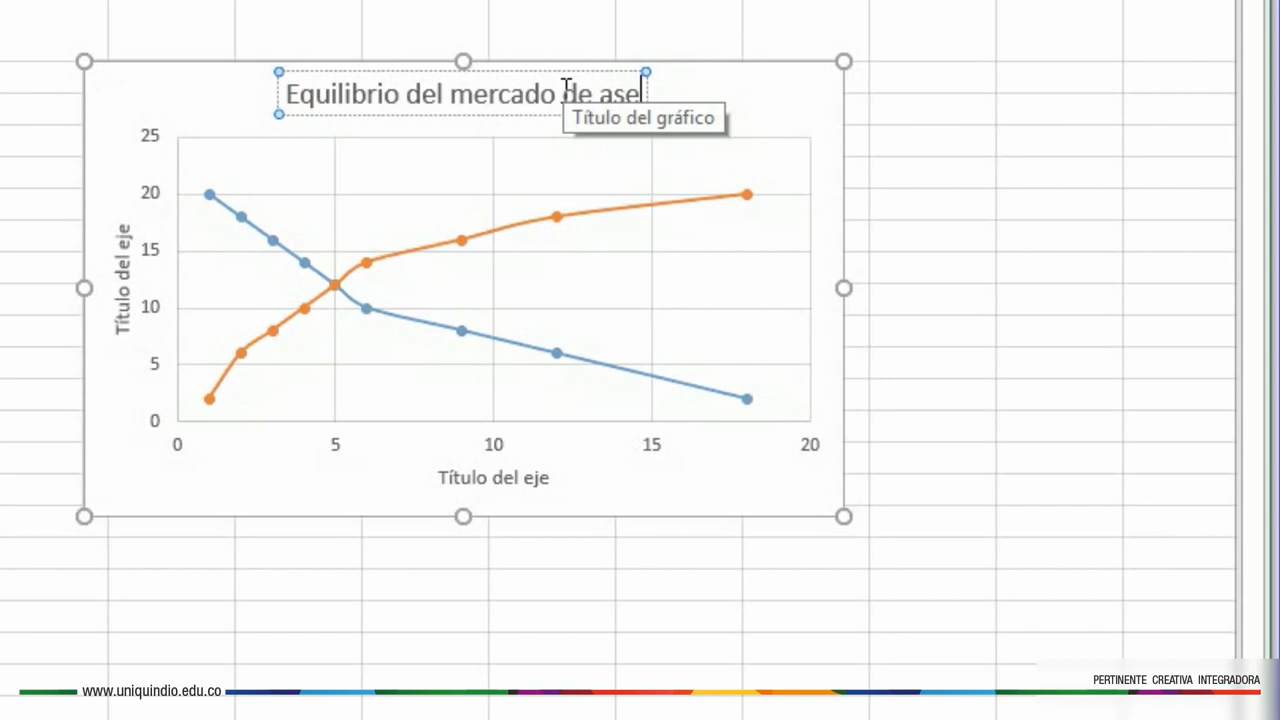 Equilibrio del mercado de ase
Título del gráfico
25
20
15
10
5
0
Título del eje
0 5 10 15 20
Título del eje
www.uniquindio.edu.co
PERTINENTE CREATIVA INTEGRADORA